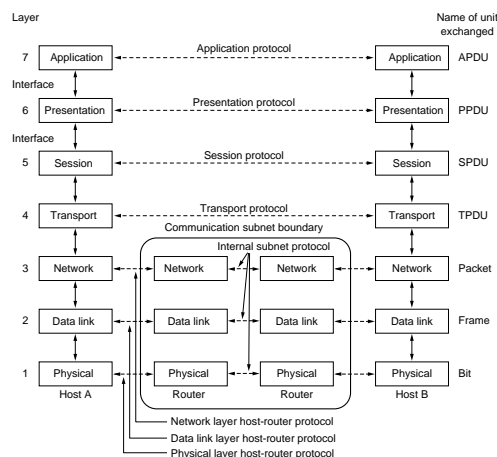 Layer
Name of unit
exchanged
Application protocol
7 Application Application APDU
Interface
Presentation protocol
6 Presentation Presentation PPDU
Interface
Session protocol
5 Session Session SPDU
Transport protocol
4 Transport Transport TPDU
Communication subnet boundary
Internal subnet protocol
3 Network Network Network Network Packet
2 Data link Data link Data link Data link Frame
1 Physical Physical Physical Physical Bit
Host A Router Router Host B
Network layer host-router protocol
Data link layer host-router protocol
Physical layer host-router protocol